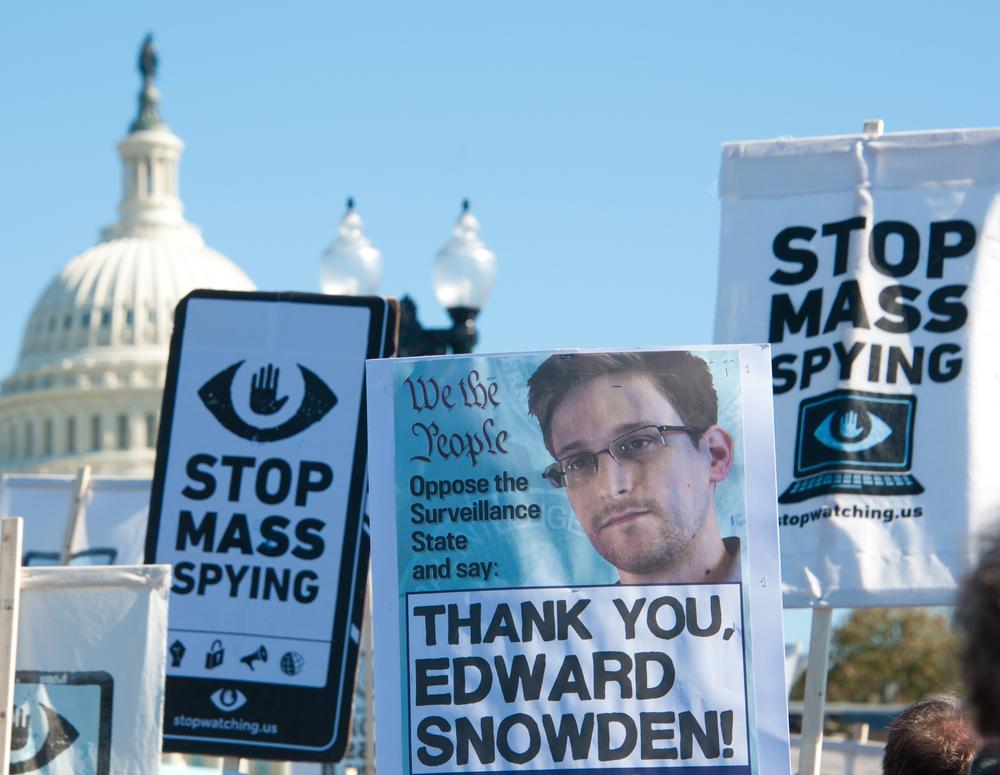 STOP
MASS
SPYING
stopwatching.us
We the
People
Oppose the
Surveillance
State
and say:
THANK YOU,
EDWARD
SNOWDEN!
STOP
MASS
SPYING
stopwatching.us